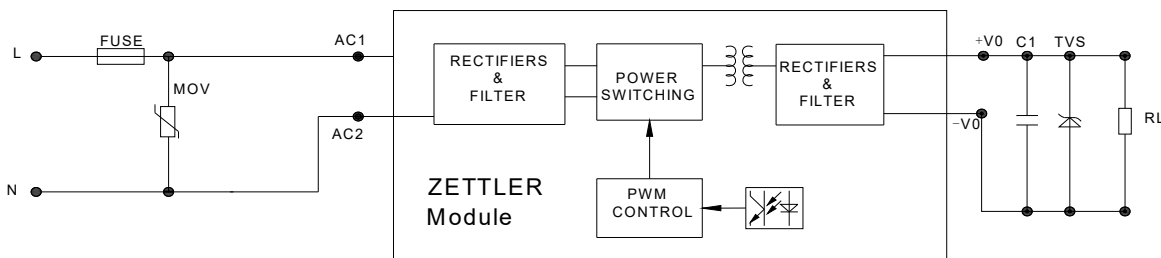 L
FUSE
MOV
N
AC1
AC2
RECTIFIERS
&
FILTER
POWER
SWITCHING
RECTIFIERS
&
FILTER
ZETTLER
Module
PWM
CONTROL
+V0
C1
TVS
−V0
RL